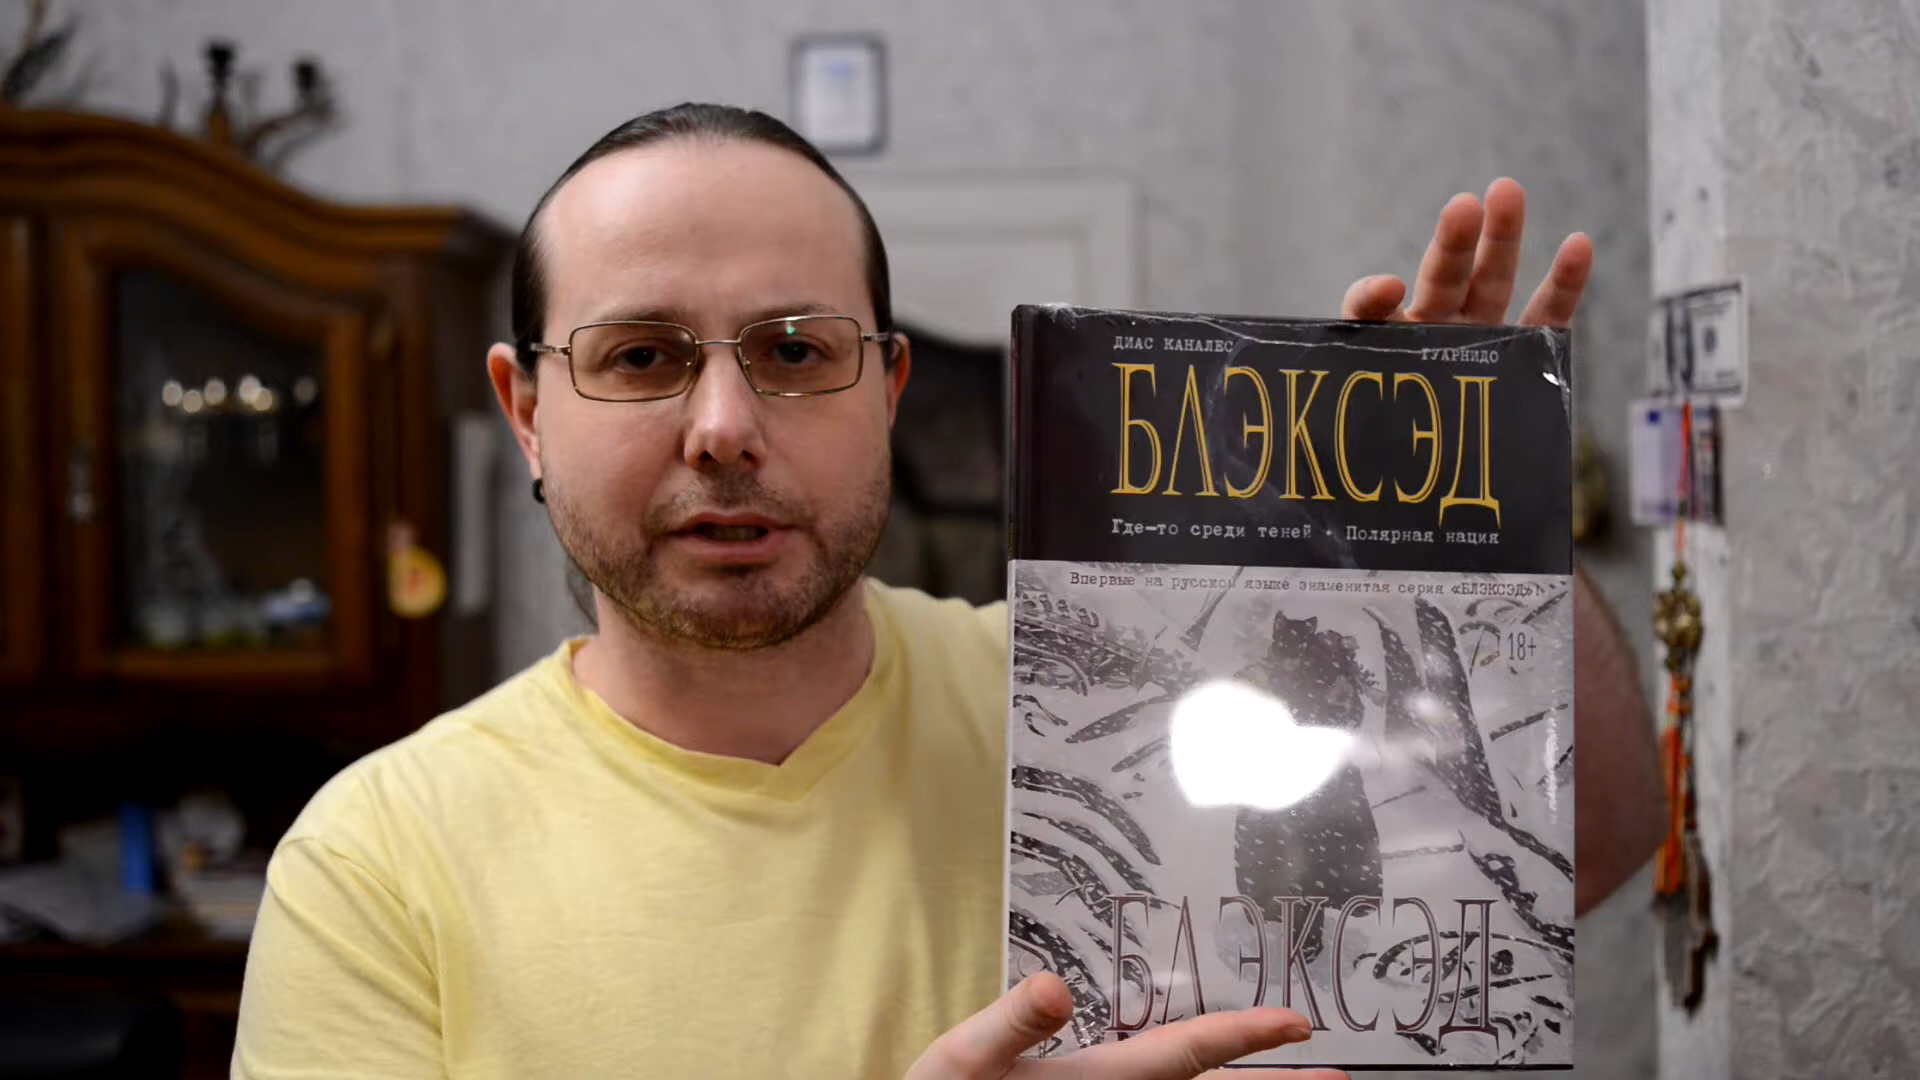 ДИАС КАНАЛЕС ГУАРНИДО
БЛЭКСЭД
Где-то среди теней • Полярная нация
Впервые на русском языке знаменитая серия «БЛЭКСЭД»!
18+
БЛЭКСЭД